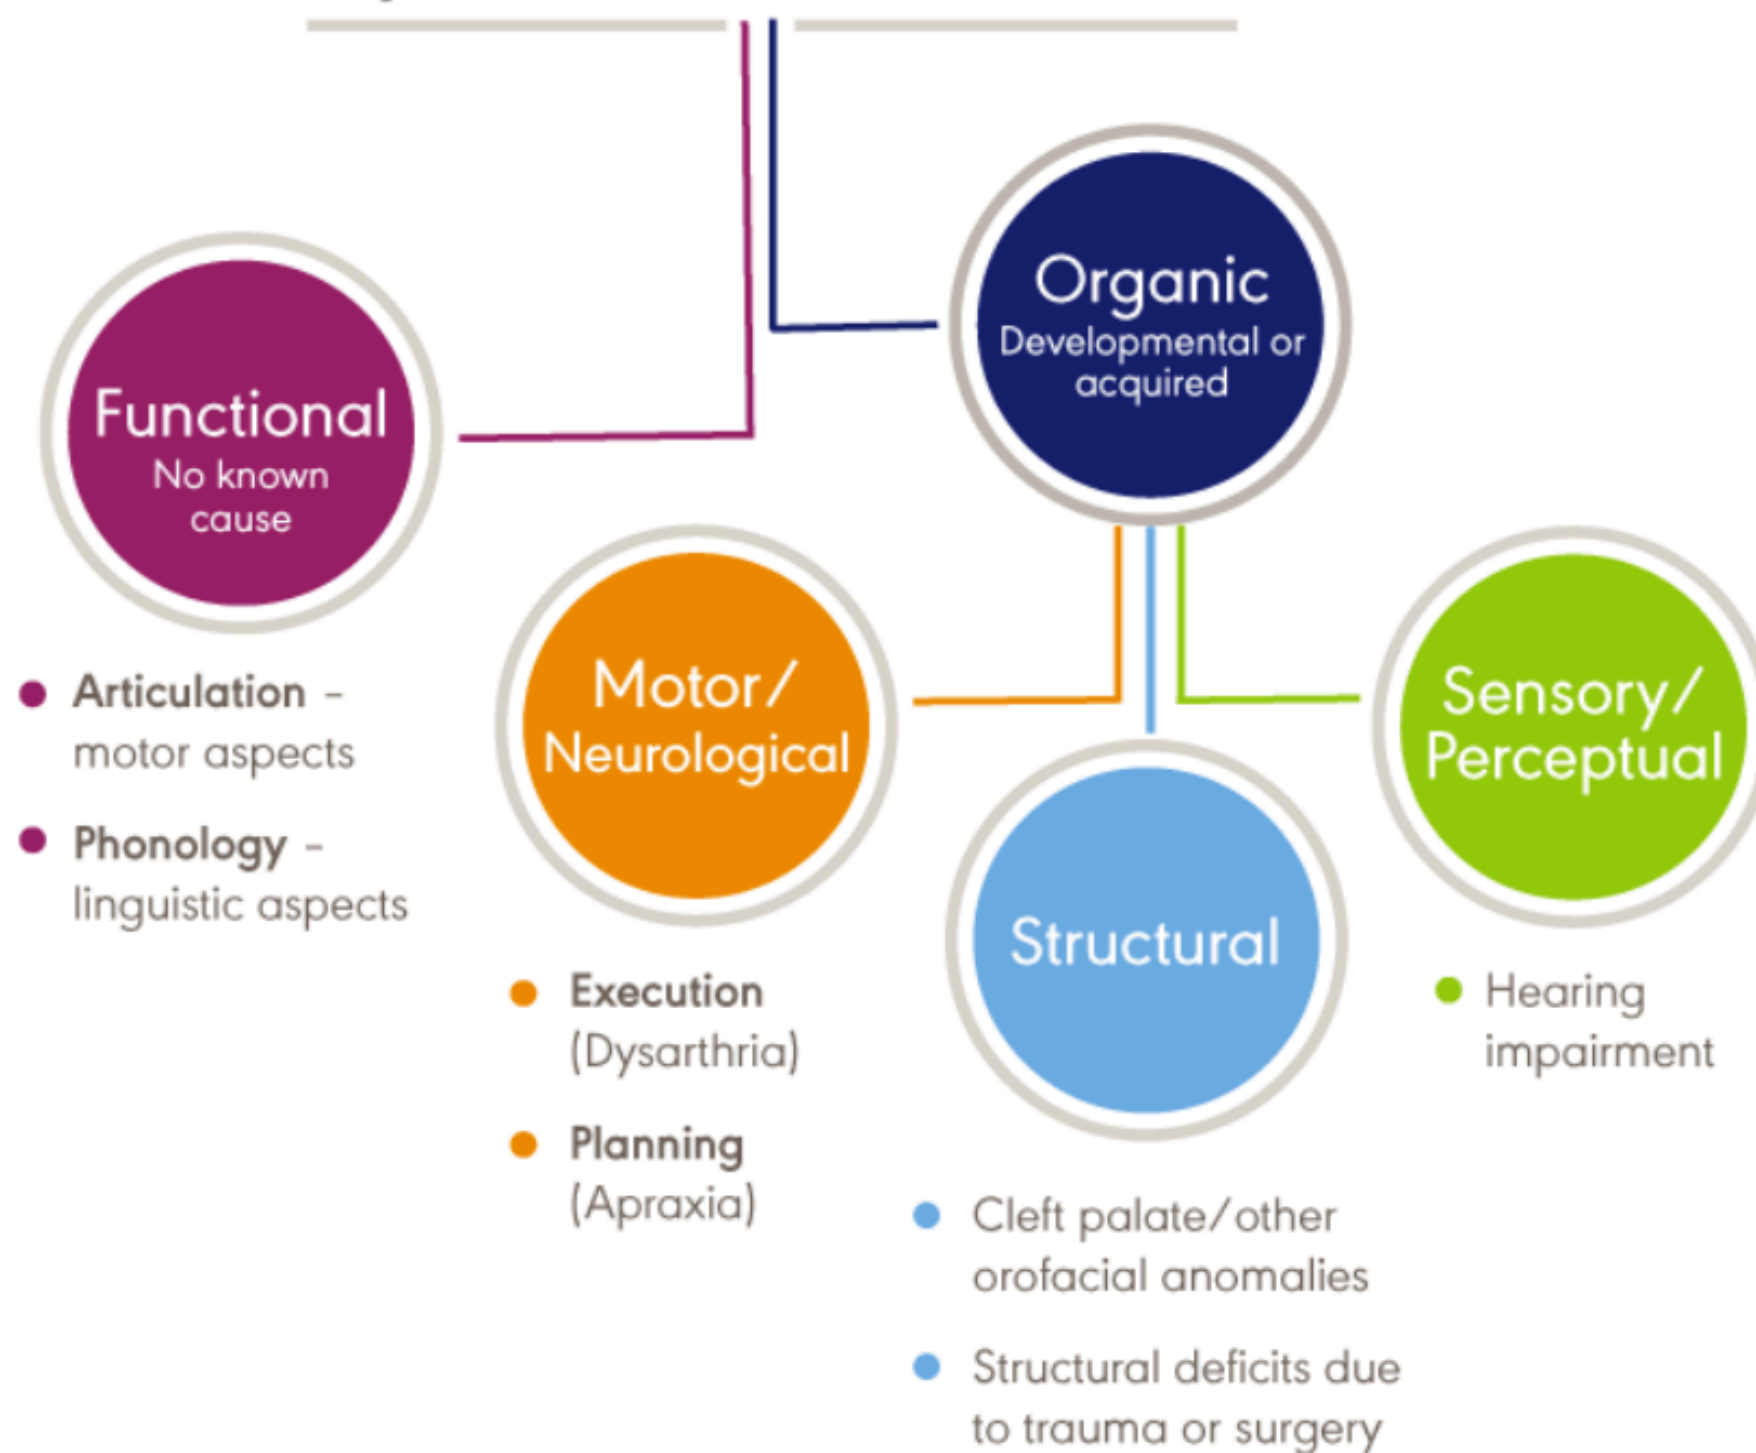 Functional
No known
cause
Articulation –
motor aspects
Phonology –
linguistic aspects
Organic
Developmental or
acquired
Motor/
Neurological
Execution
(Dysarthria)
Planning
(Apraxia)
Structural
Cleft palate/other
orofacial anomalies
Structural deficits due
to trauma or surgery
Sensory/
Perceptual
Hearing
impairment